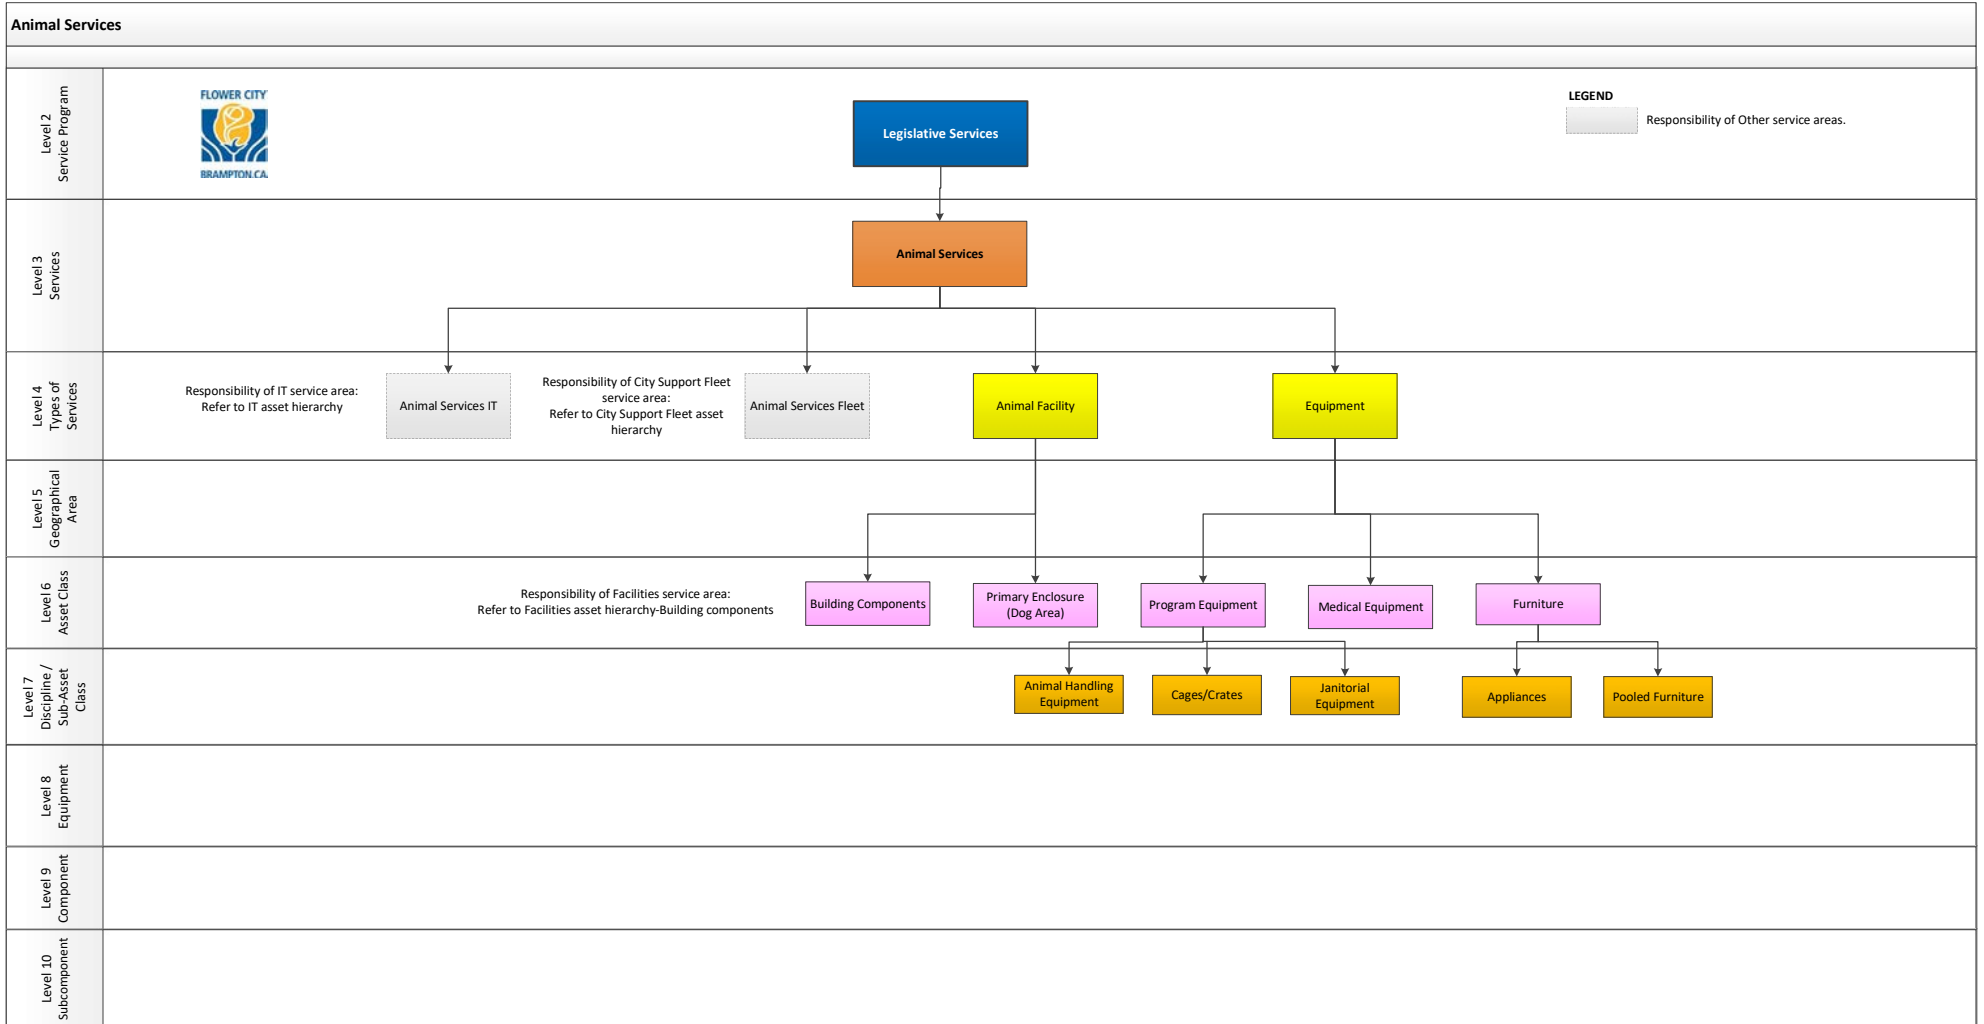 Animal Services
Level 2
Service Program
FLOWER CITY
BRAMPTON.CA
Legislative Services
LEGEND
Responsibility of Other service areas.
Level 3
Services
Animal Services
Level 4
Types of
Services
Responsibility of IT service area:
Refer to IT asset hierarchy
Animal Services IT
Responsibility of City Support Fleet
service area:
Refer to City Support Fleet asset
hierarchy
Animal Services Fleet
Animal Facility
Equipment
Level 5
Geographical
Area
Level 6
Asset Class
Responsibility of Facilities service area:
Refer to Facilities asset hierarchy-Building components
Building Components
Primary Enclosure
(Dog Area)
Program Equipment
Medical Equipment
Furniture
Level 7
Discipline /
Sub-Asset
Class
Animal Handling
Equipment
Cages/Crates
Janitorial
Equipment
Appliances
Pooled Furniture
Level 8
Equipment
Level 9
Component
Level 10
Subcomponent